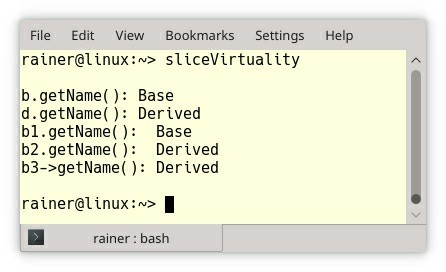 File Edit View Bookmarks Settings Help
rainer@linux:~> sliceVirtuality
b.getName(): Base
d.getName(): Derived
b1.getName():  Base
b2.getName():  Derived
b3->getName(): Derived
rainer@linux:~>
rainer : bash